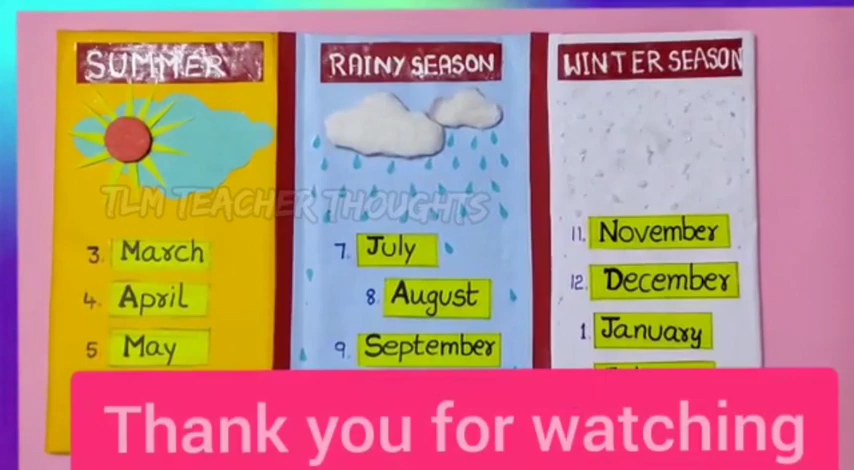 SUMMER
3. March
4. April
5 May
RAINY SEASON
7. July
8. August
9. September
WINTER SEASON
11. November
12. December
1. January
TLM TEACHER THOUGHTS
Thank you for watching